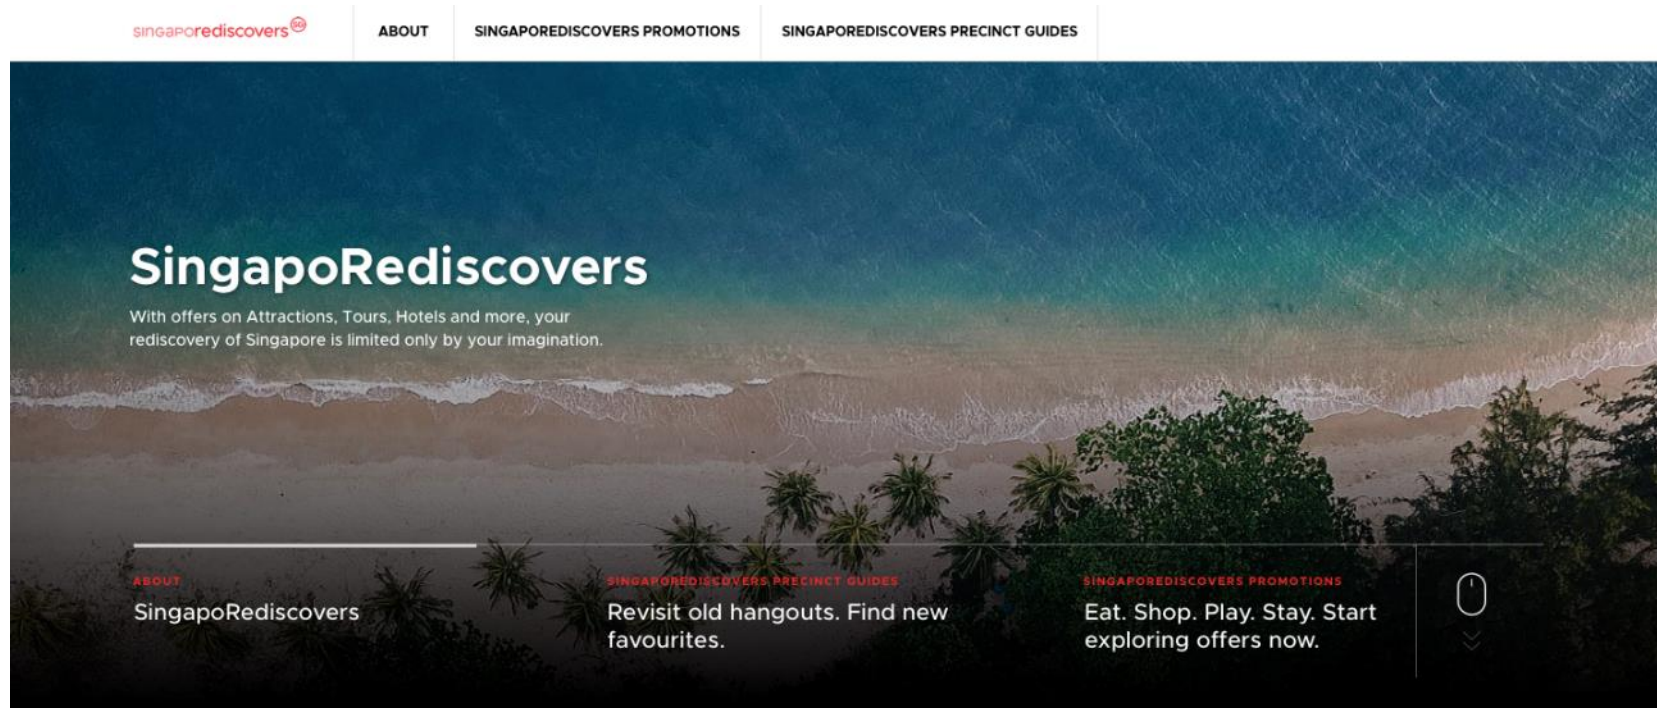 singaporediscovers SG
ABOUT
SINGAPOREDISCOVERS PROMOTIONS
SINGAPOREDISCOVERS PRECINCT GUIDES
SingapoRediscovers
With offers on Attractions, Tours, Hotels and more, your
rediscovery of Singapore is limited only by your imagination.
ABOUT
SingapoRediscovers
SINGAPOREDISCOVERS PRECINCT GUIDES
Revisit old hangouts. Find new
favourites.
SINGAPOREDISCOVERS PROMOTIONS
Eat. Shop. Play. Stay. Start
exploring offers now.